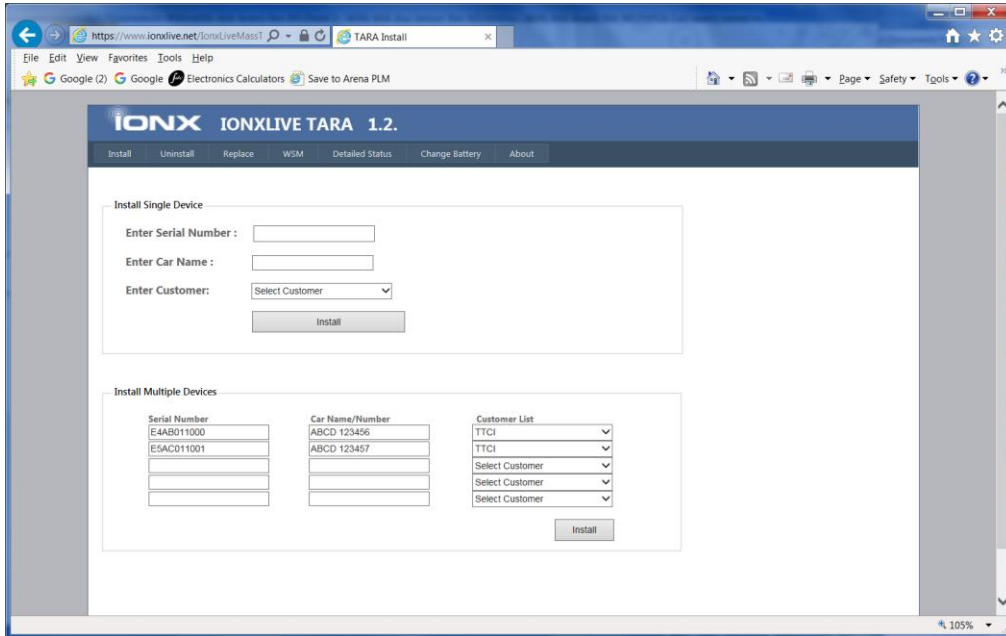 https://www.ionxlive.net/IonxLiveMassT
TARA Install
File Edit View Favorites Tools Help
G Google (2) G Google Electronics Calculators Save to Arena PLM
Page Safety Tools
IONX IONXLIVE TARA 1.2.
Install Uninstall Replace WSM Detailed Status Change Battery About
Install Single Device
Enter Serial Number :
Enter Car Name :
Enter Customer: Select Customer
Install
Install Multiple Devices
Serial Number Car Name/Number Customer List
E4AB011000 ABCD 123456 TTCI
E5AC011001 ABCD 123457 TTCI
Select Customer
Select Customer
Select Customer
Install
105%